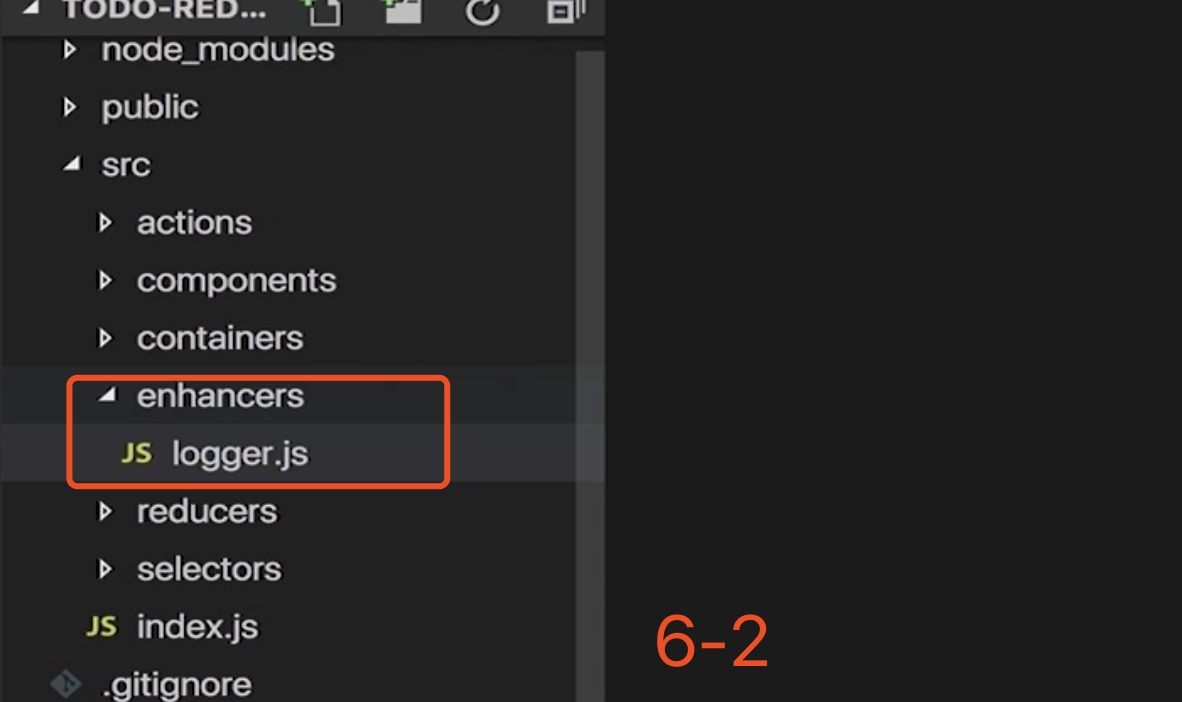 TODO-RED...
node_modules
public
src
actions
components
containers
enhancers
JS logger.js
reducers
selectors
JS index.js
.gitignore
6-2